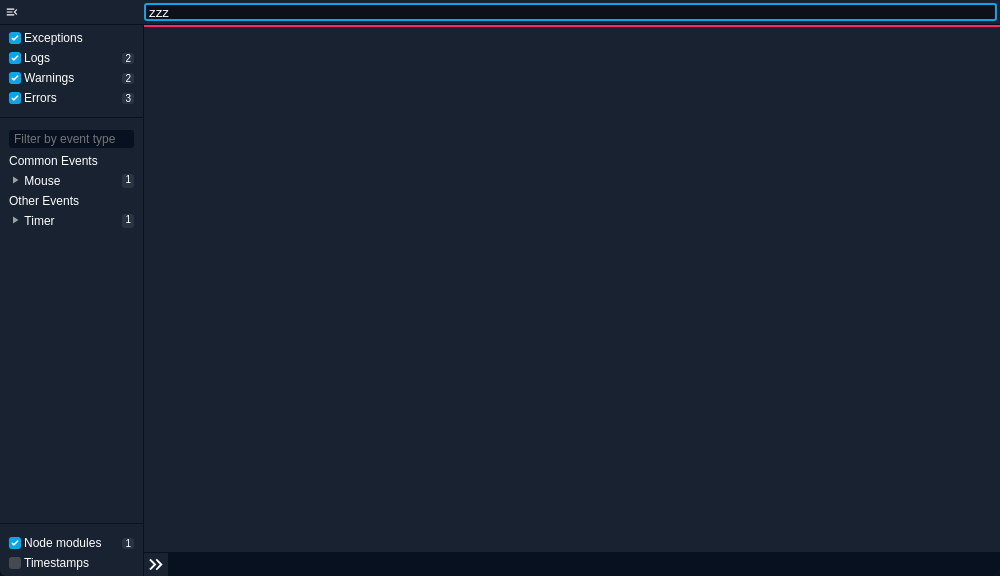 zzz
Exceptions
Logs 2
Warnings 2
Errors 3
Filter by event type
Common Events
Mouse 1
Other Events
Timer 1
Node modules 1
Timestamps